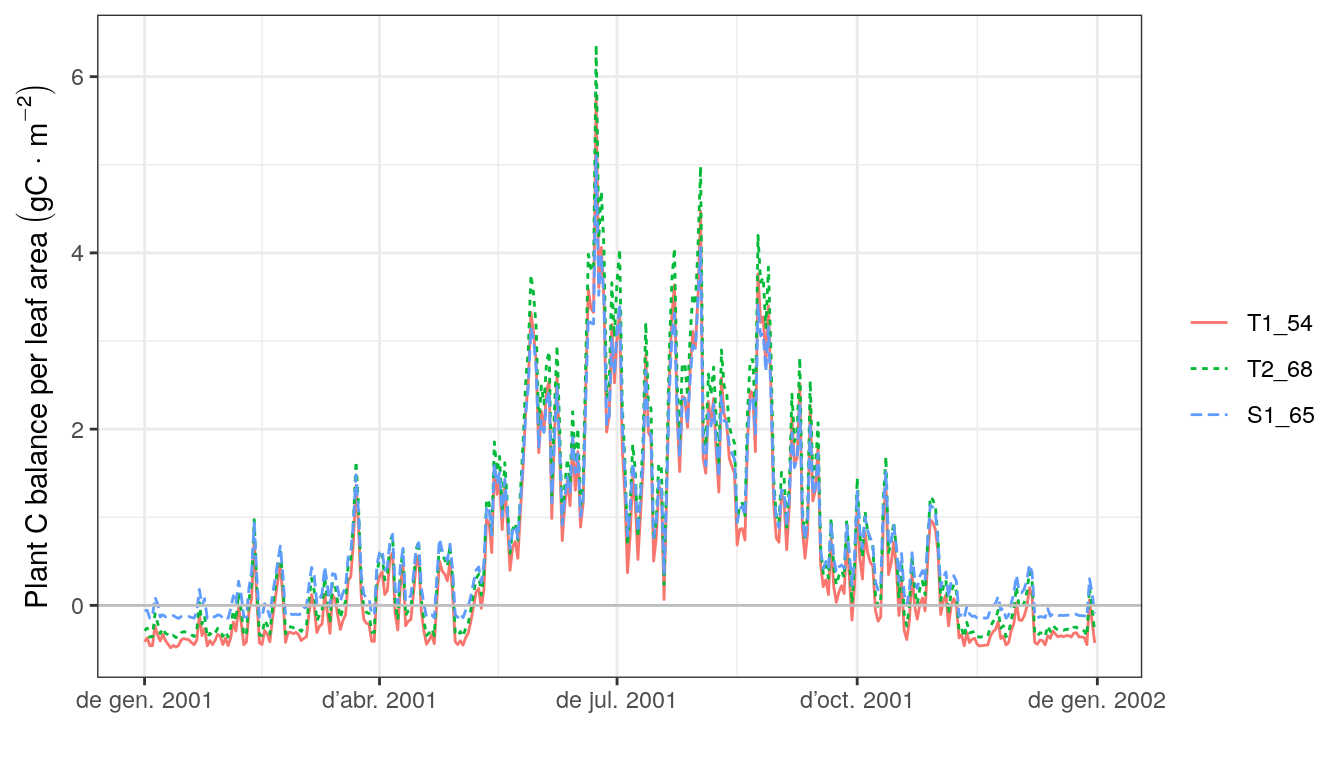 Plant C balance per leaf area (gC · m⁻²)
6
4
2
0
de gen. 2001
d’abr. 2001
de jul. 2001
d’oct. 2001
de gen. 2002
T1_54
T2_68
S1_65